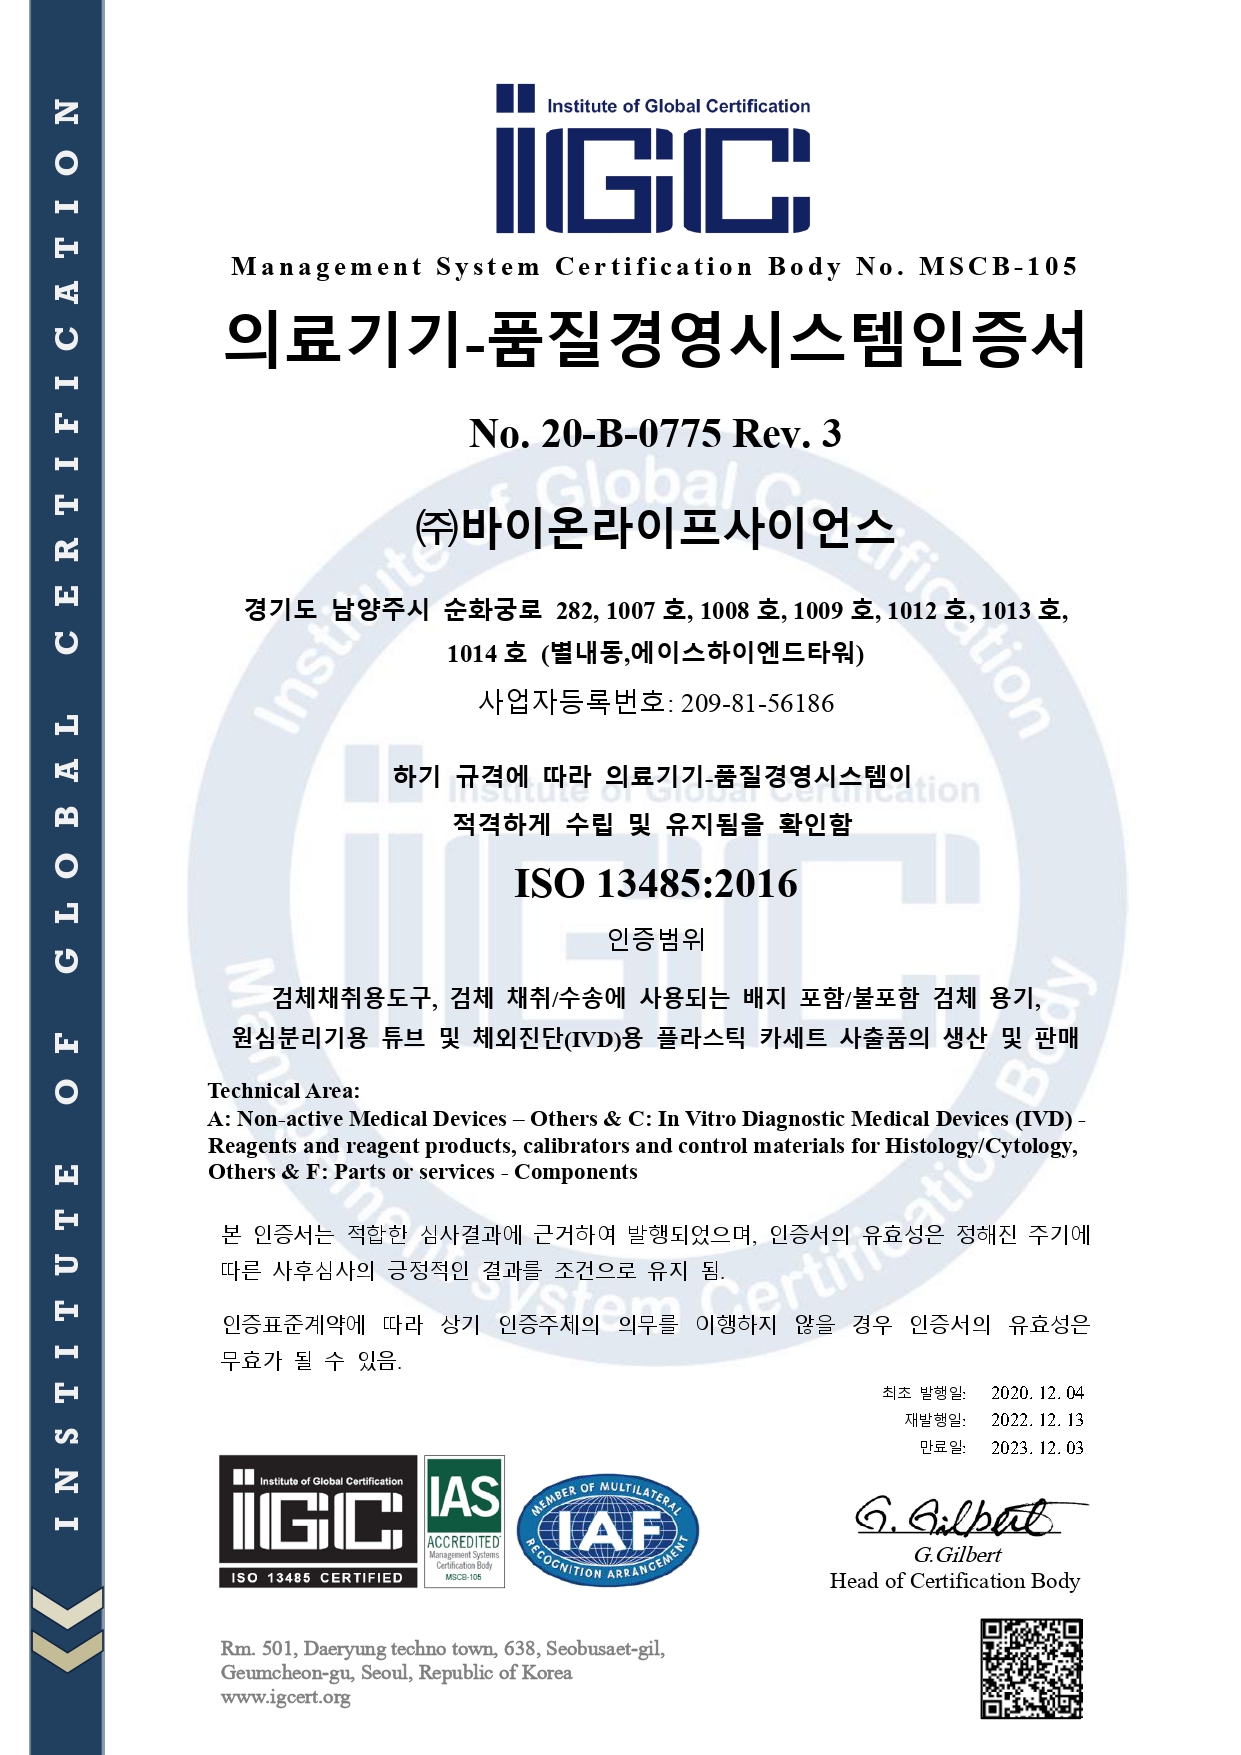 INSTITUTE OF GLOBAL CERTIFICATION
Institute of Global Certification
iGC
Management System Certification Body No. MSCB-105
의료기기-품질경영시스템인증서
No. 20-B-0775 Rev. 3
㈜바이온라이프사이언스
경기도 남양주시 순화궁로 282, 1007 호, 1008 호, 1009 호, 1012 호, 1013 호,
1014 호 (별내동,에이스하이엔드타워)
사업자등록번호: 209-81-56186
하기 규격에 따라 의료기기-품질경영시스템이
적격하게 수립 및 유지됨을 확인함
ISO 13485:2016
인증범위
검체채취용도구, 검체 채취/수송에 사용되는 배지 포함/불포함 검체 용기,
원심분리기용 튜브 및 체외진단(IVD)용 플라스틱 카세트 사출품의 생산 및 판매
Technical Area:
A: Non-active Medical Devices – Others & C: In Vitro Diagnostic Medical Devices (IVD) -
Reagents and reagent products, calibrators and control materials for Histology/Cytology,
Others & F: Parts or services - Components
본 인증서는 적합한 심사결과에 근거하여 발행되었으며, 인증서의 유효성은 정해진 주기에
따른 사후심사의 긍정적인 결과를 조건으로 유지 됨.
인증표준계약에 따라 상기 인증주체의 의무를 이행하지 않을 경우 인증서의 유효성은
무효가 될 수 있음.
최초 발행일: 2020. 12. 04
재발행일: 2022. 12. 13
만료일: 2023. 12. 03
Institute of Global Certification
iGC
ISO 13485 CERTIFIED
IAS
ACCREDITED
Management Systems
Certification Body
MSCB-105
MEMBER OF MULTILATERAL
IAF
RECOGNITION ARRANGEMENT
G. Gilbert
G.Gilbert
Head of Certification Body
Rm. 501, Daeryung techno town, 638, Seobusaet-gil,
Geumcheon-gu, Seoul, Republic of Korea
www.igcert.org
Institute of Global Certification
Institute of Global Certification
iGC
Management System Certification Body